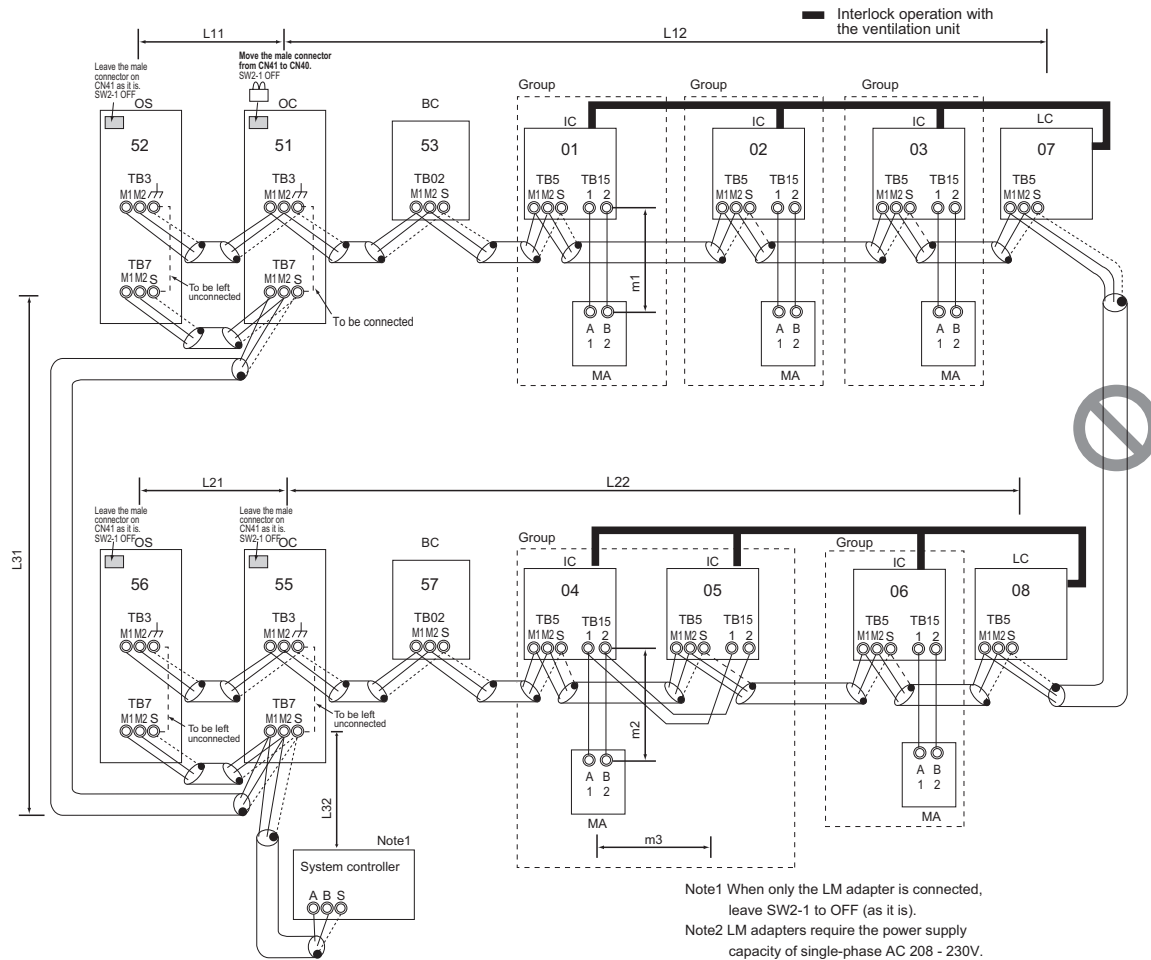 Interlock operation with
the ventilation unit
L11
L12
Leave the male
connector on
CN41 as it is.
SW2-1 OFF
Move the male connector
from CN41 to CN40.
SW2-1 OFF
OS
OC
BC
Group
Group
Group
IC
IC
IC
LC
52
51
53
01
02
03
07
TB3
M1 M2
TB3
M1 M2
TB02
M1 M2 S
TB5
M1 M2 S
TB15
1 2
TB5
M1 M2 S
TB15
1 2
TB5
M1 M2 S
TB15
1 2
TB5
M1 M2 S
TB7
M1 M2 S
To be left
unconnected
TB7
M1 M2 S
To be connected
m1
A B
1 2
MA
A B
1 2
MA
A B
1 2
MA
L31
L21
L22
Leave the male
connector on
CN41 as it is.
SW2-1 OFF
Leave the male
connector on
CN41 as it is.
SW2-1 OFF
OS
OC
BC
Group
Group
IC
IC
IC
LC
56
55
57
04
05
06
08
TB3
M1 M2
TB3
M1 M2
TB02
M1 M2 S
TB5
M1 M2 S
TB15
1 2
TB5
M1 M2 S
TB15
1 2
TB5
M1 M2 S
TB15
1 2
TB5
M1 M2 S
TB7
M1 M2 S
To be left
unconnected
TB7
M1 M2 S
To be left
unconnected
m2
A B
1 2
MA
A B
1 2
MA
m3
L32
Note1
System controller
A B S
Note1 When only the LM adapter is connected,
leave SW2-1 to OFF (as it is).
Note2 LM adapters require the power supply
capacity of single-phase AC 208 - 230V.